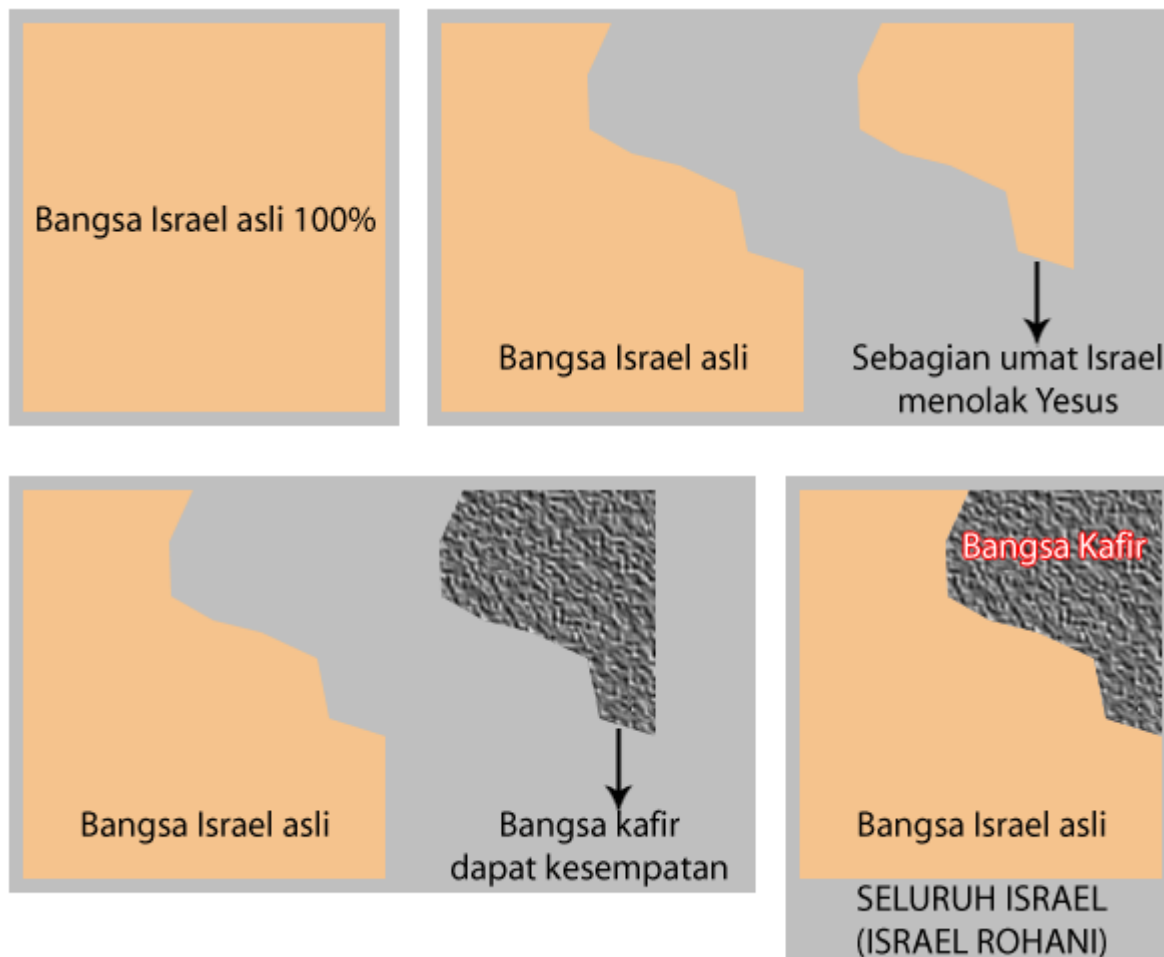 Bangsa Israel asli 100%
Bangsa Israel asli
Sebagian umat Israel
menolak Yesus
Bangsa Israel asli
Bangsa kafir
dapat kesempatan
Bangsa Kafir
Bangsa Israel asli
SELURUH ISRAEL
(ISRAEL ROHANI)